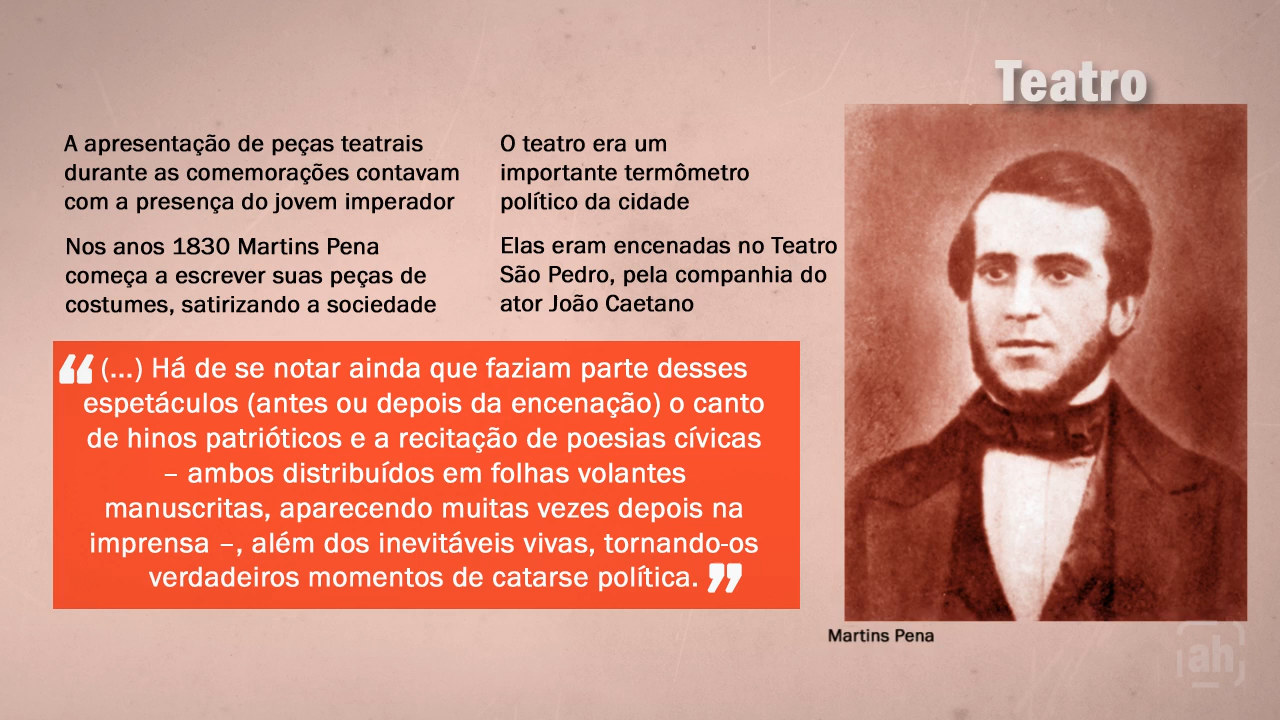 Teatro
A apresentação de peças teatrais
durante as comemorações contavam
com a presença do jovem imperador
Nos anos 1830 Martins Pena
começa a escrever suas peças de
costumes, satirizando a sociedade
O teatro era um
importante termômetro
político da cidade
Elas eram encenadas no Teatro
São Pedro, pela companhia do
ator João Caetano
“ (...) Há de se notar ainda que faziam parte desses
espetáculos (antes ou depois da encenação) o canto
de hinos patrióticos e a recitação de poesias cívicas
– ambos distribuídos em folhas volantes
manuscritas, aparecendo muitas vezes depois na
imprensa –, além dos inevitáveis vivas, tornando-os
verdadeiros momentos de catarse política. ”
Martins Pena
ah